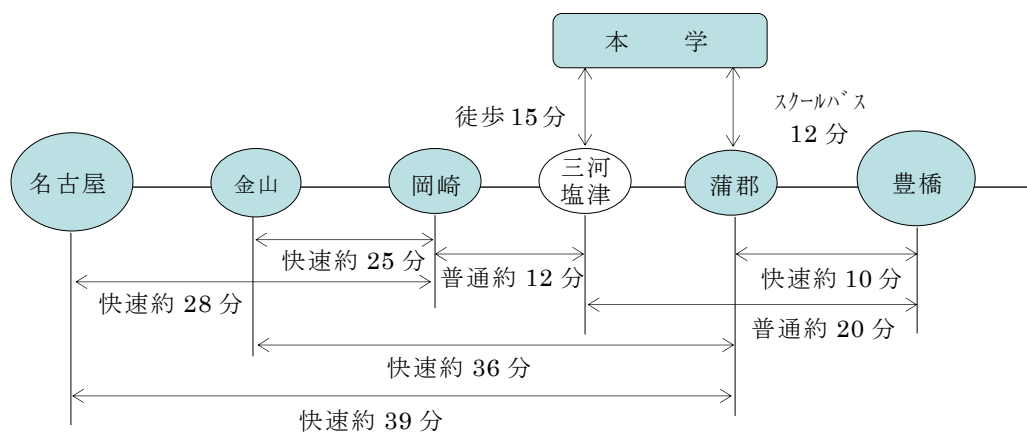 本 学
徒歩15分
スクールバス
12分
名古屋
金山
岡崎
三河
塩津
蒲郡
豊橋
快速約25分
普通約12分
快速約10分
快速約28分
普通約20分
快速約36分
快速約39分